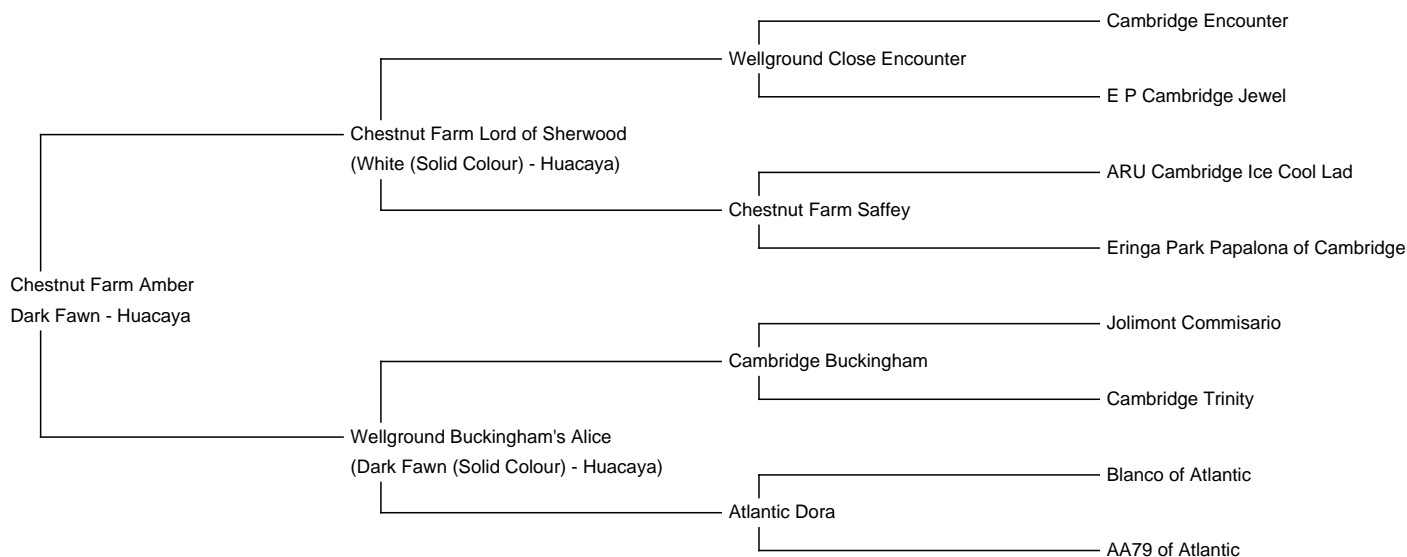 Cambridge Encounter
Wellground Close Encounter
E P Cambridge Jewel
Chestnut Farm Lord of Sherwood
(White (Solid Colour) - Huacaya)
ARU Cambridge Ice Cool Lad
Chestnut Farm Saffey
Eringa Park Papalona of Cambridge
Chestnut Farm Amber
Dark Fawn - Huacaya
Jolimont Commisario
Cambridge Buckingham
Cambridge Trinity
Wellground Buckingham's Alice
(Dark Fawn (Solid Colour) - Huacaya)
Blanco of Atlantic
Atlantic Dora
AA79 of Atlantic